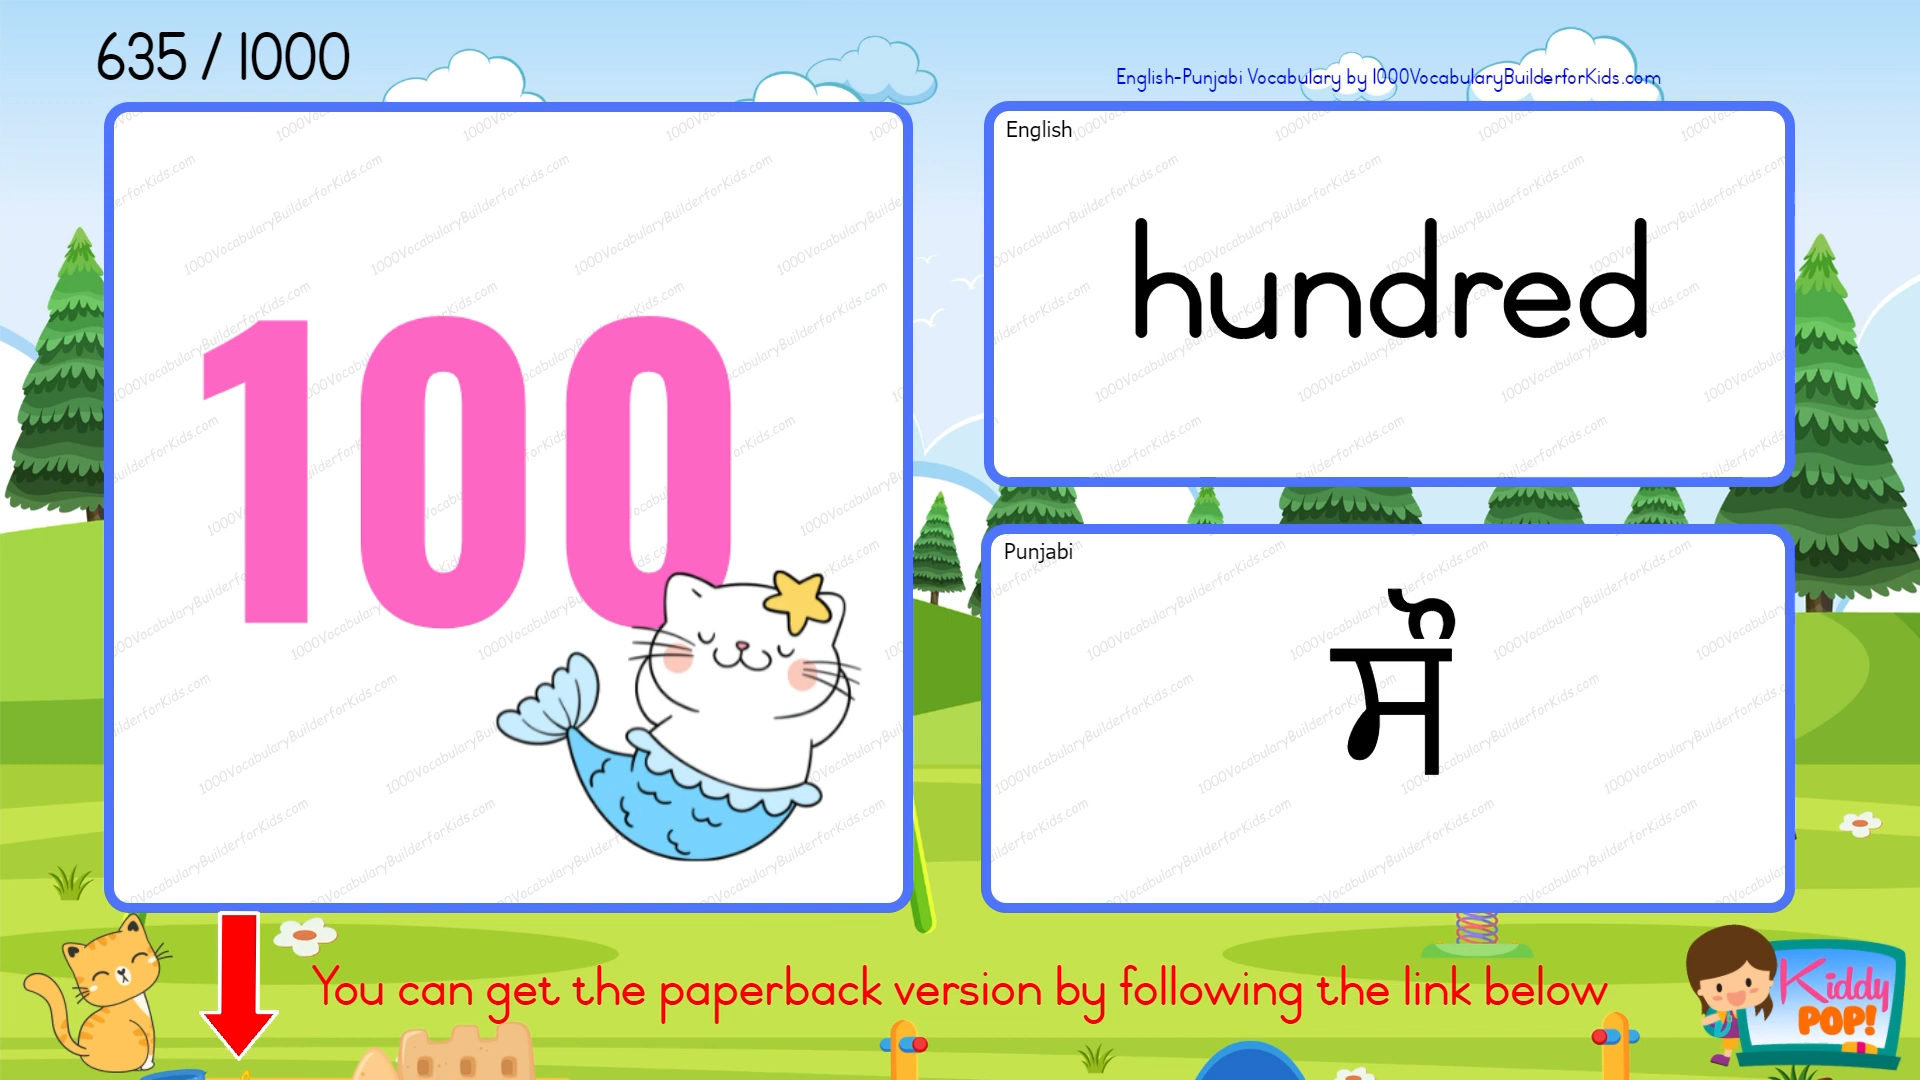 635 / 1000
English-Punjabi Vocabulary by 1000VocabularyBuilderforKids.com
100
English
hundred
Punjabi
ਸੌ
You can get the paperback version by following the link below
Kiddy
POP!